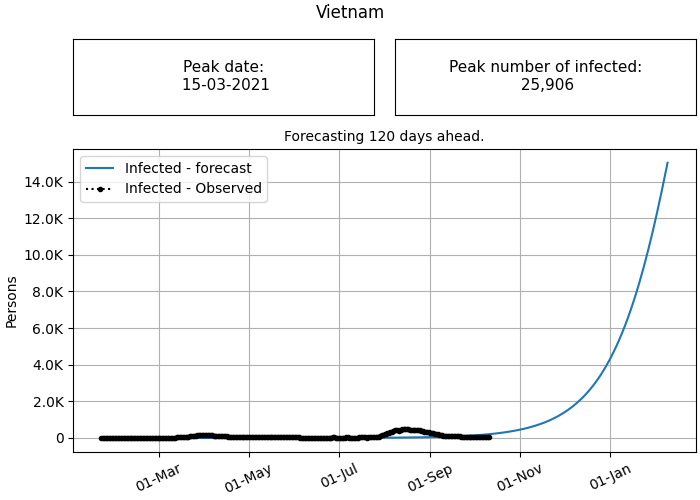 Vietnam
Peak date:
15-03-2021
Peak number of infected:
25,906
Forecasting 120 days ahead.
Infected - forecast
Infected - Observed
14.0K
12.0K
10.0K
8.0K
6.0K
4.0K
2.0K
0
Persons
01-Mar
01-May
01-Jul
01-Sep
01-Nov
01-Jan